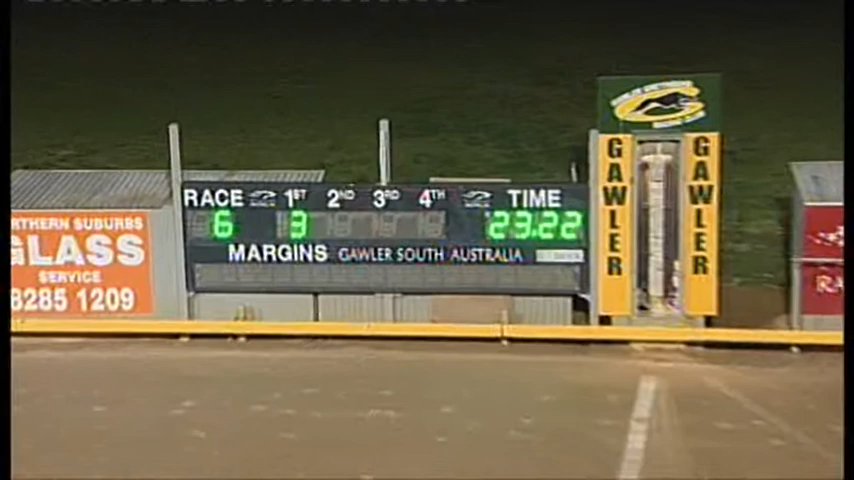 RACE 1ST 2ND 3RD 4TH TIME
6 3 23.22
MARGINS GAWLER SOUTH AUSTRALIA
NORTHERN SUBURBS
GLASS
SERVICE
8285 1209
GAWLER
GAWLER